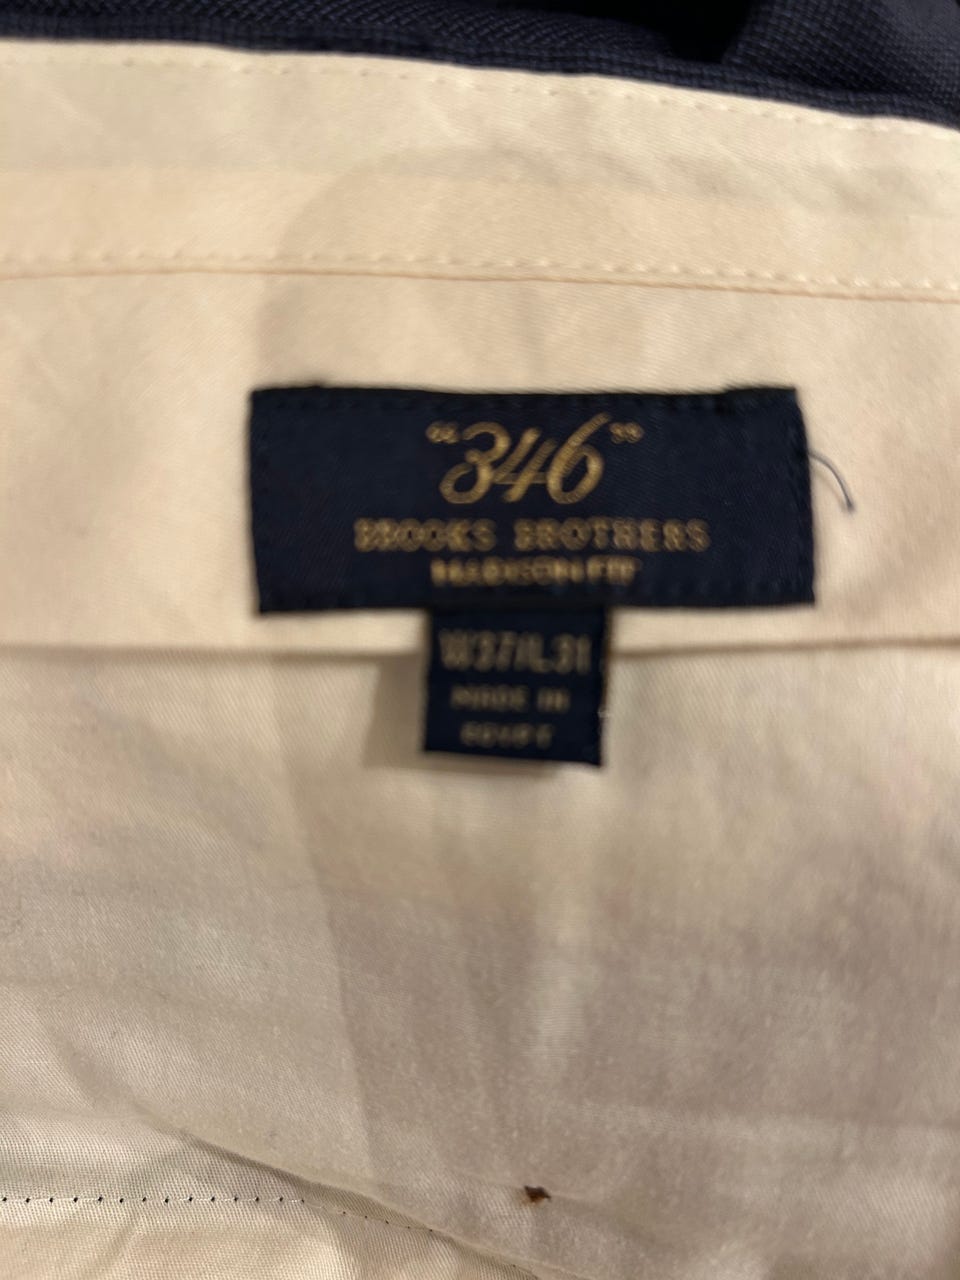 "346"
BROOKS BROTHERS
MADISON FIT
W37/L31
MADE IN
EGYPT